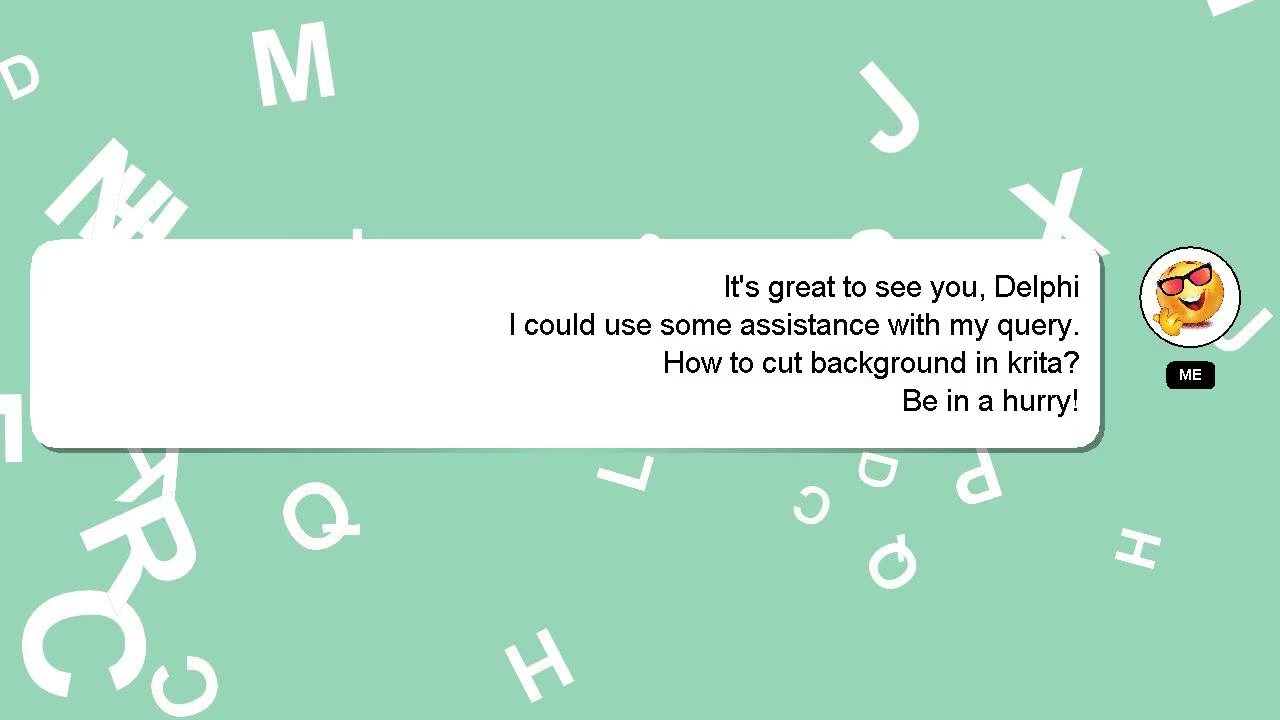 D
M
J
N
H
X
It's great to see you, Delphi
I could use some assistance with my query.
How to cut background in krita?
Be in a hurry!
ME
J
L
D
P
Q
C
R
Q
H
C
H
C